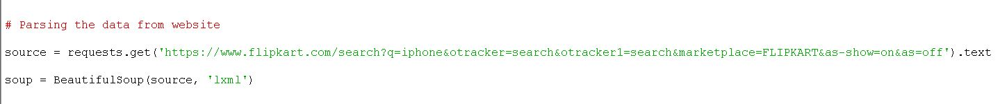 # Parsing the data from website
source = requests.get('https://www.flipkart.com/search?q=iphone&otracker=search&otracker1=search&marketplace=FLIPKART&as-show=on&as=off').text
soup = BeautifulSoup(source, 'lxml')